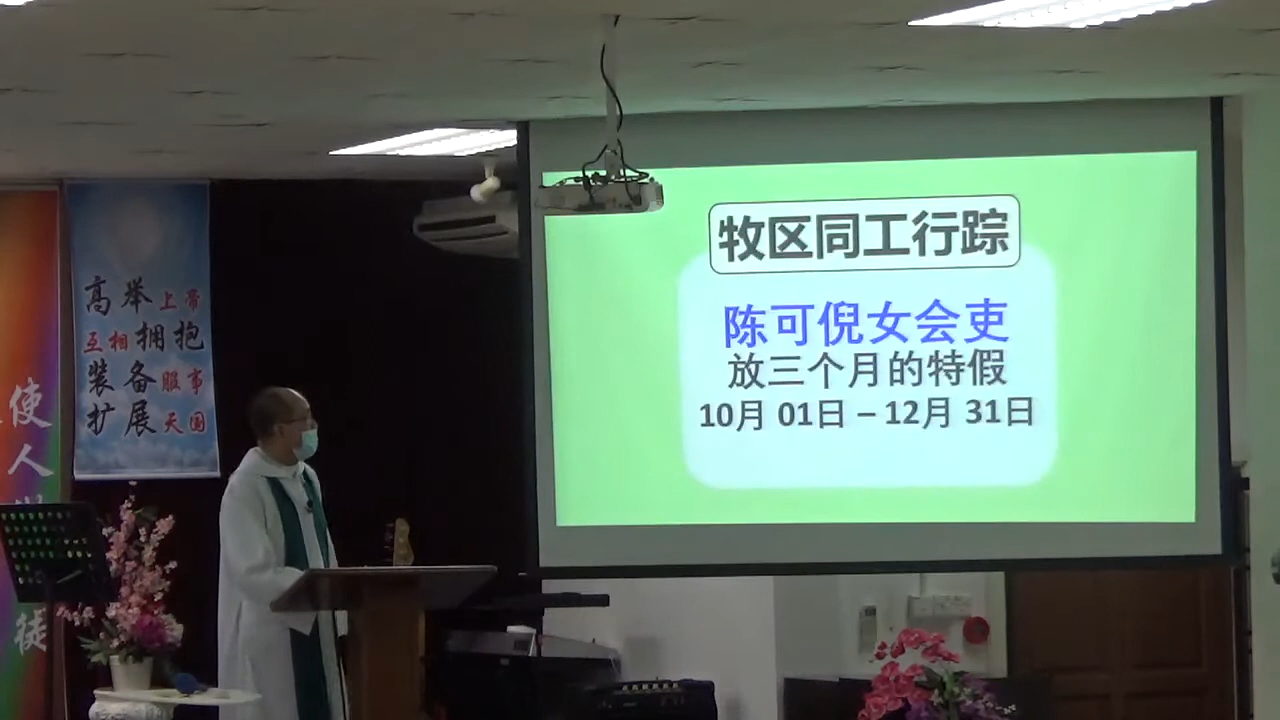 牧区同工行踪
陈可倪女会吏
放三个月的特假
10月 01日 – 12月 31日
高举上帝
互相拥抱
装备服事
扩展天国
使人
徒